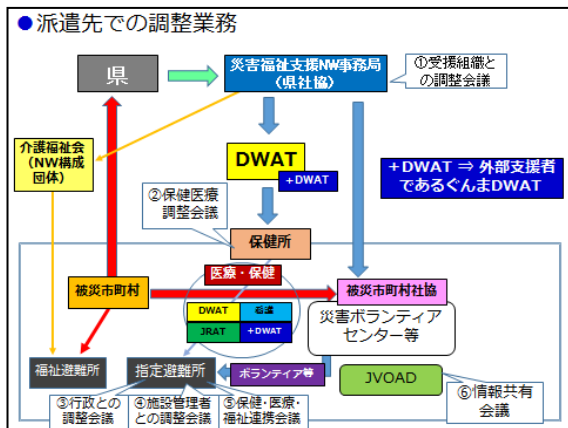 ●派遣先での調整業務
県
災害福祉支援NW事務局
(県社協)
①受援組織と
の調整会議
介護福祉会
(NW構成
団体)
DWAT
+DWAT
+DWAT ⇒ 外部支援者
であるぐんまDWAT
②保健医療
調整会議
保健所
医療・保健
被災市町村
被災市町村社協
DWAT
看護
JRAT
+DWAT
災害ボランティア
センター等
福祉避難所
指定避難所
ボランティア等
JVOAD
③行政との
調整会議
④施設管理者
との調整会議
⑤保健・医療・
福祉連携会議
⑥情報共有
会議